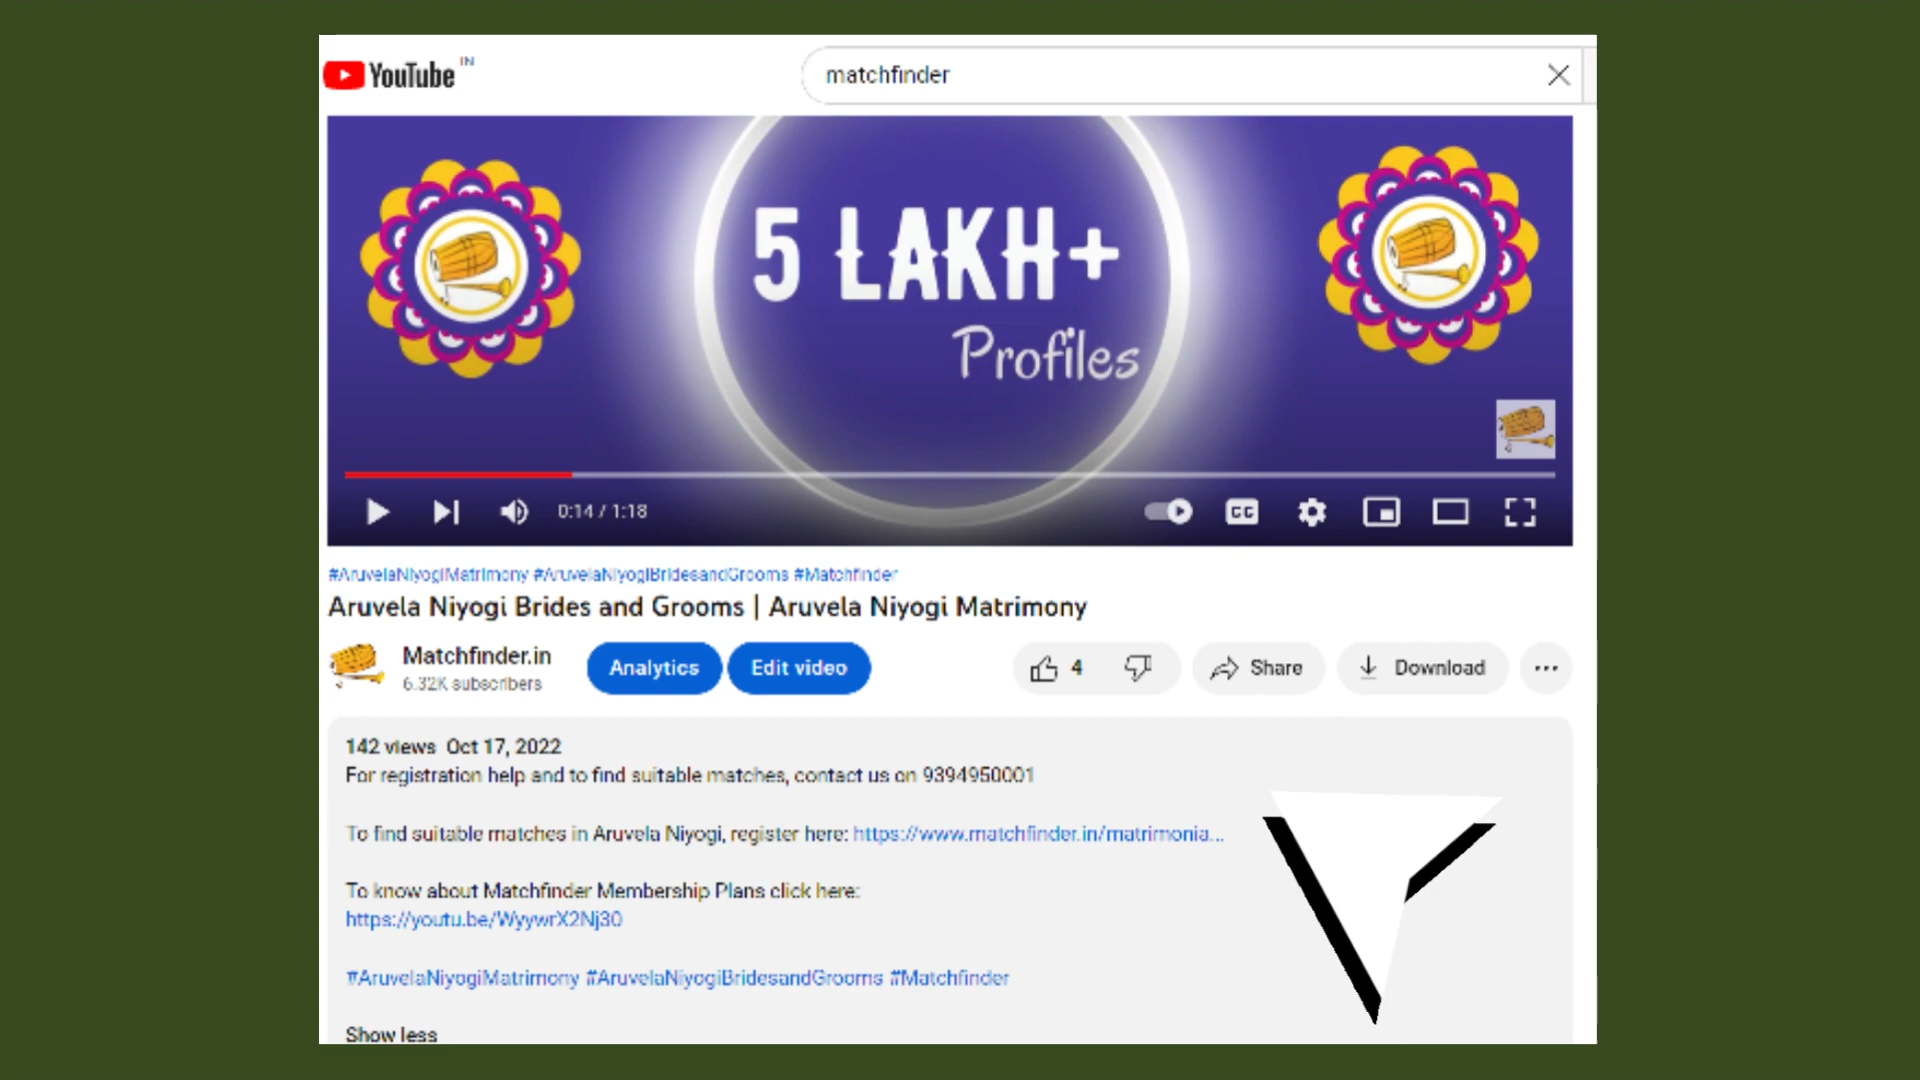 YouTube IN
matchfinder
5 LAKH+
Profiles
0:14 / 1:18
CC
#AruvelaNiyogiMatrimony #AruvelaNiyogiBridesandGrooms #Matchfinder
Aruvela Niyogi Brides and Grooms | Aruvela Niyogi Matrimony
Matchfinder.in
6.32K subscribers
Analytics
Edit video
4
Share
Download
142 views Oct 17, 2022
For registration help and to find suitable matches, contact us on 9394950001
To find suitable matches in Aruvela Niyogi, register here: https://www.matchfinder.in/matrimonia...
To know about Matchfinder Membership Plans click here:
https://youtu.be/WyywrX2Nj30
#AruvelaNiyogiMatrimony #AruvelaNiyogiBridesandGrooms #Matchfinder
Show less